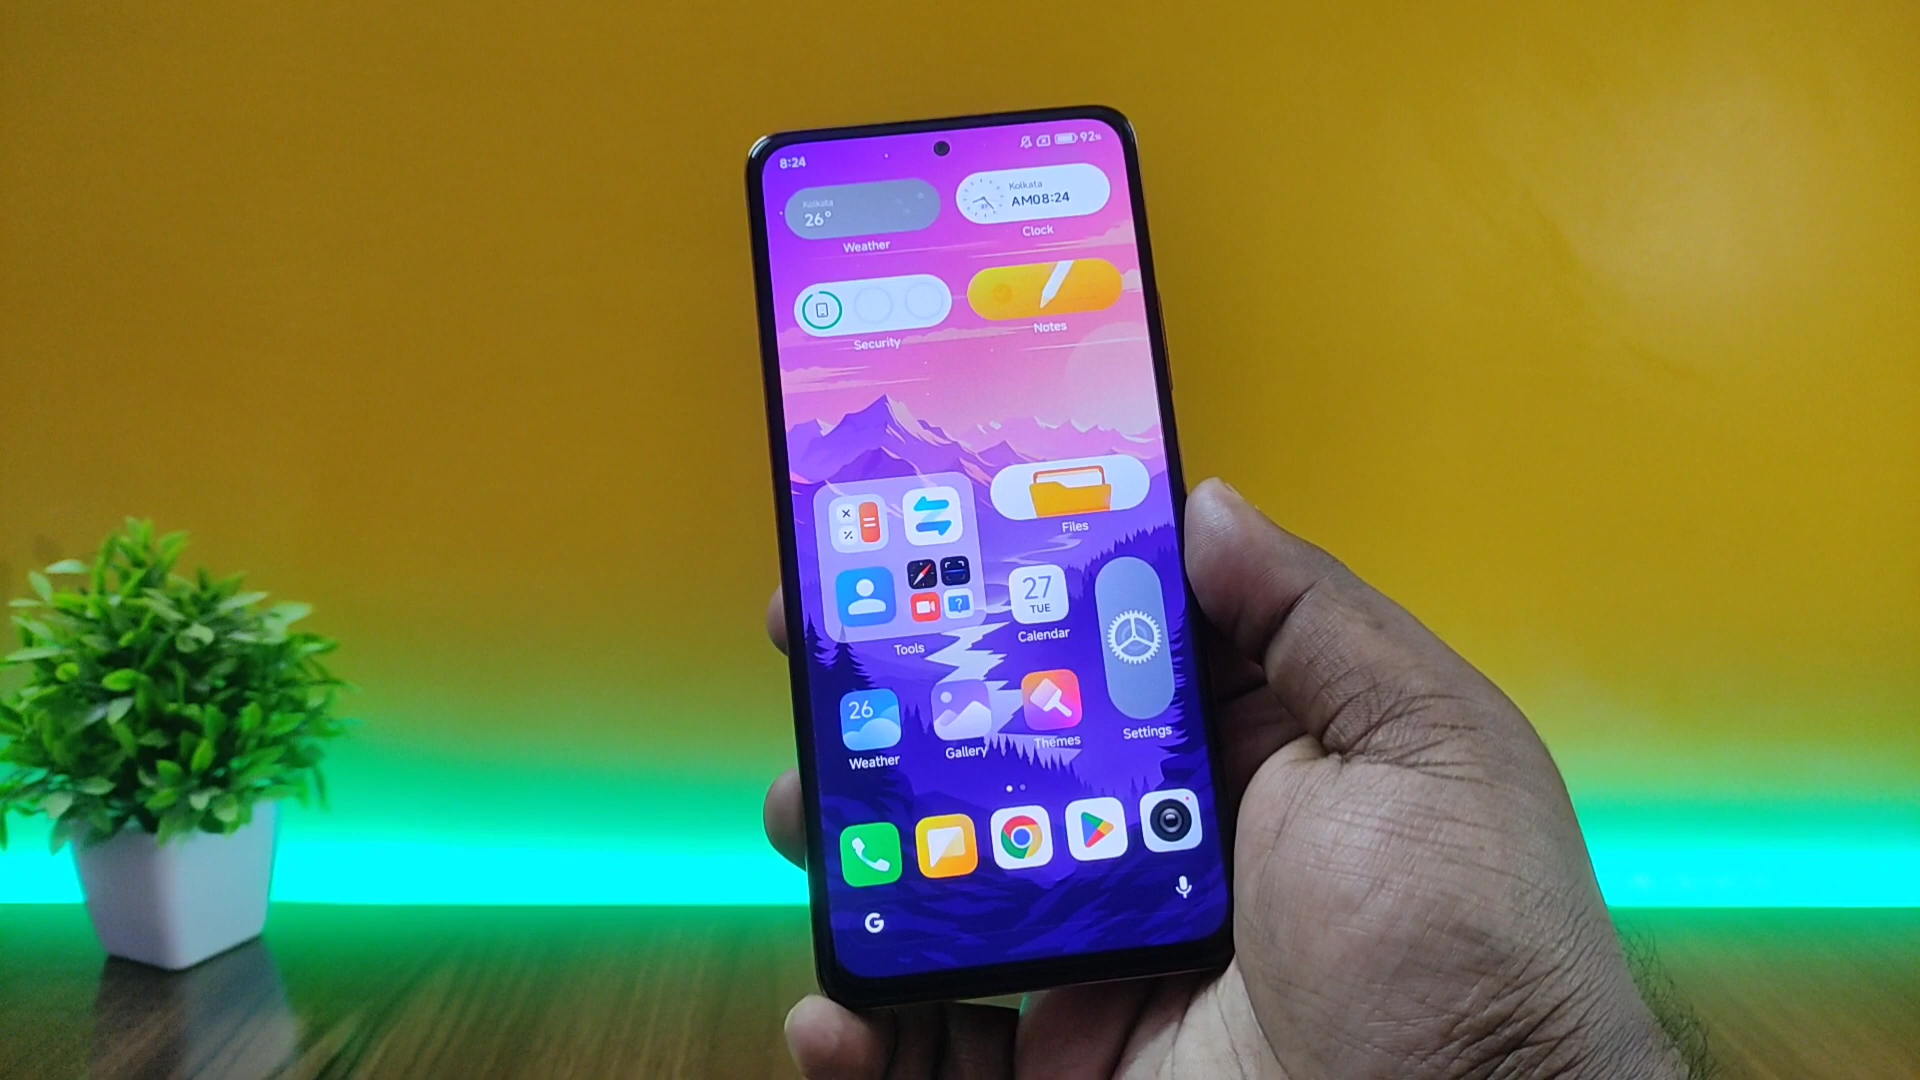 8:24
92%
Kolkata
26°
Weather
Kolkata
AM08:24
Clock
Security
Notes
Files
27
TUE
Calendar
Tools
26
Weather
Gallery
Themes
Settings
G